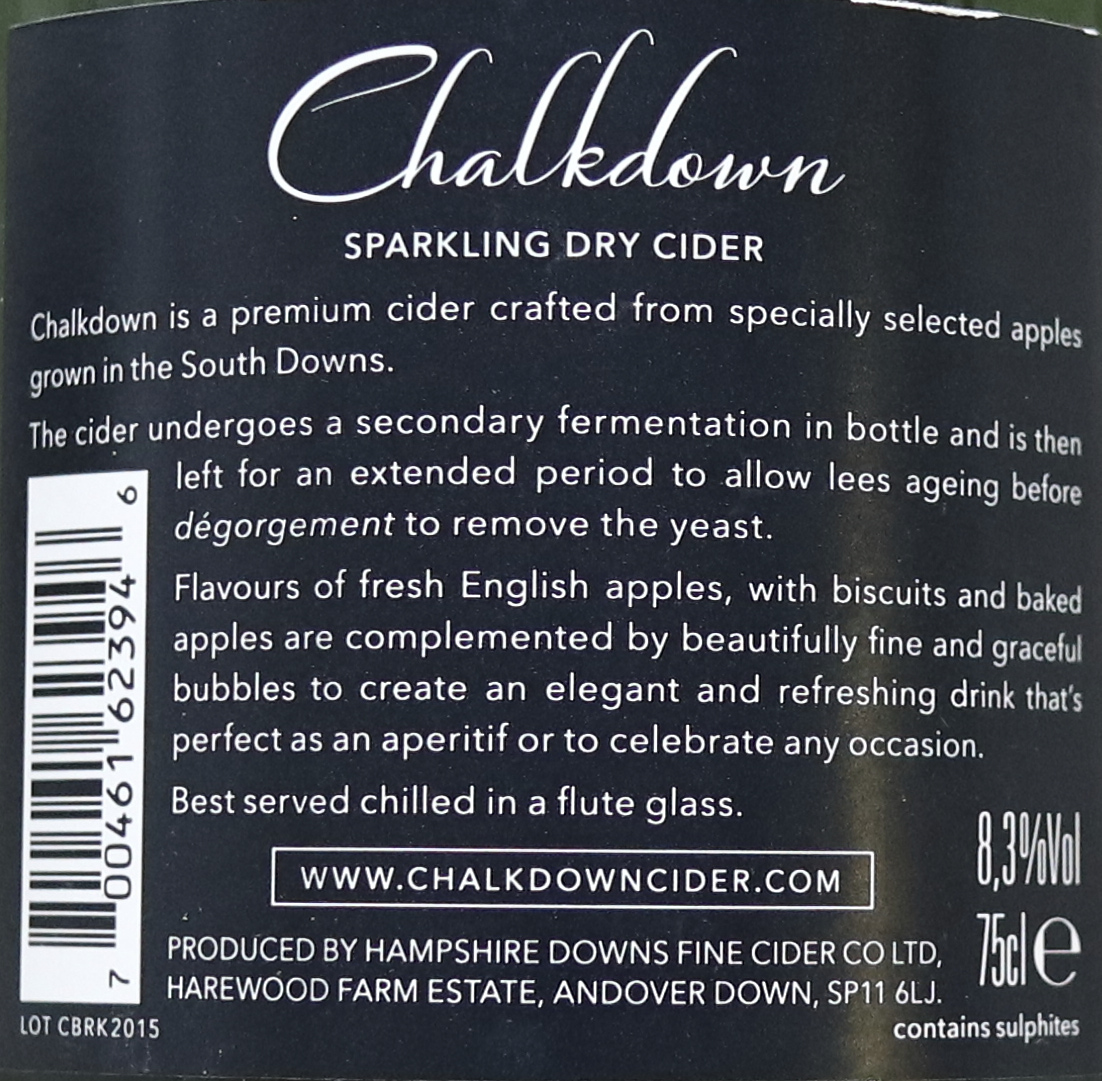 Chalkdown
SPARKLING DRY CIDER
Chalkdown is a premium cider crafted from specially selected apples
grown in the South Downs.
The cider undergoes a secondary fermentation in bottle and is then
left for an extended period to allow lees ageing before
dégorgement to remove the yeast.
Flavours of fresh English apples, with biscuits and baked
apples are complemented by beautifully fine and graceful
bubbles to create an elegant and refreshing drink that's
perfect as an aperitif or to celebrate any occasion.
Best served chilled in a flute glass.
WWW.CHALKDOWNCIDER.COM
8,3%Vol
75cl e
PRODUCED BY HAMPSHIRE DOWNS FINE CIDER CO LTD,
HAREWOOD FARM ESTATE, ANDOVER DOWN, SP11 6LJ.
contains sulphites
LOT CBRK2015
7 00461 62394 6